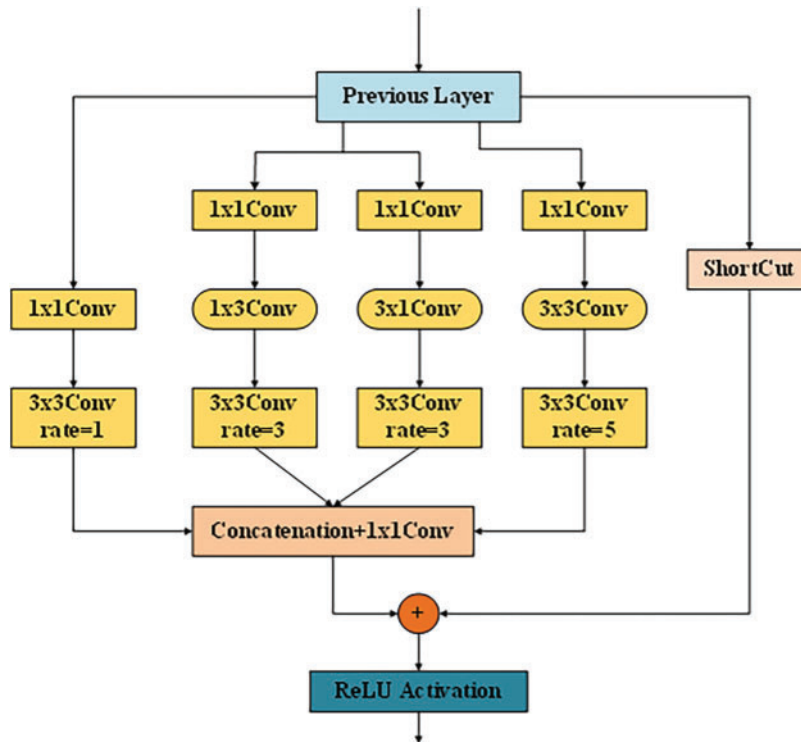 Previous Layer
1x1Conv
1x1Conv
1x1Conv
ShortCut
1x1Conv
1x3Conv
3x1Conv
3x3Conv
3x3Conv
rate=1
3x3Conv
rate=3
3x3Conv
rate=3
3x3Conv
rate=5
Concatenation+1x1Conv
+
ReLU Activation